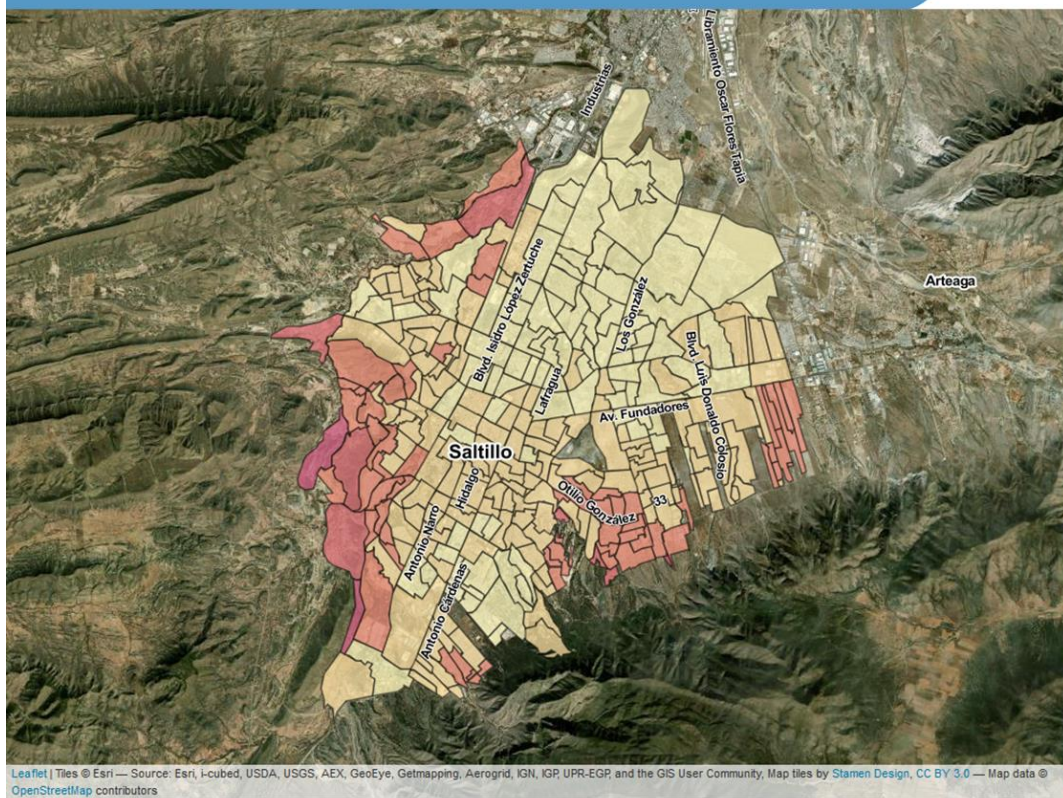 Industrias
Libramiento Oscar Flores Tapia
Arteaga
Blvd. Isidro López Zertuche
Los González
Blvd. Luis Donaldo Colosio
Lafragua
Av. Fundadores
Saltillo
Hidalgo
Otilio González
33
Antonio Narro
Antonio Cárdenas
Leaflet | Tiles © Esri — Source: Esri, i-cubed, USDA, USGS, AEX, GeoEye, Getmapping, Aerogrid, IGN, IGP, UPR-EGP, and the GIS User Community, Map tiles by Stamen Design, CC BY 3.0 — Map data ©
OpenStreetMap contributors